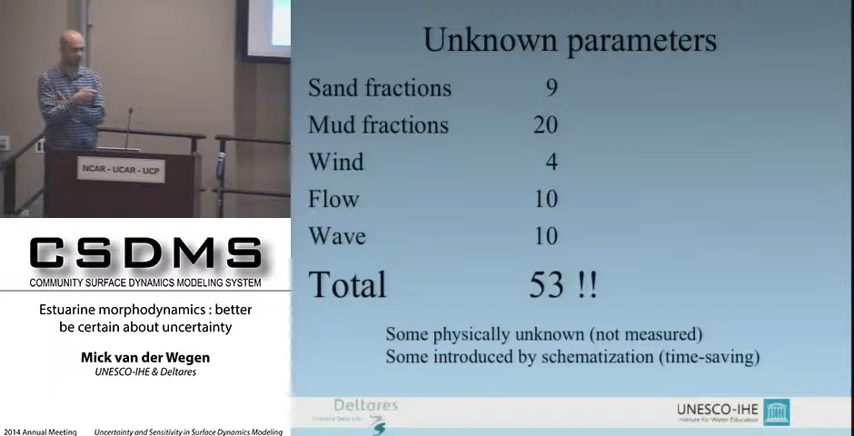 NCAR - UCAR - UCP
CSDMS
COMMUNITY SURFACE DYNAMICS MODELING SYSTEM
Estuarine morphodynamics : better
be certain about uncertainty
Mick van der Wegen
UNESCO-IHE & Deltares
2014 Annual Meeting Uncertainty and Sensitivity in Surface Dynamics Modeling
Unknown parameters
Sand fractions 9
Mud fractions 20
Wind 4
Flow 10
Wave 10
Total 53 !!
Some physically unknown (not measured)
Some introduced by schematization (time-saving)
Deltares
UNESCO-IHE
Institute for Water Education